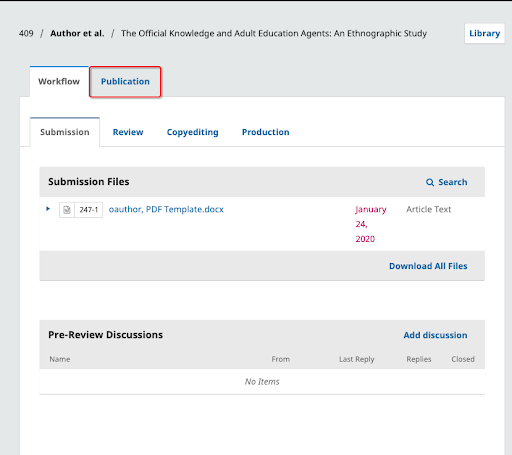 409 / Author et al. / The Official Knowledge and Adult Education Agents: An Ethnographic Study
Library
Workflow
Publication
Submission
Review
Copyediting
Production
Submission Files
Search
247-1
oauthor, PDF Template.docx
January
24,
2020
Article Text
Download All Files
Pre-Review Discussions
Add discussion
Name
From
Last Reply
Replies
Closed
No Items